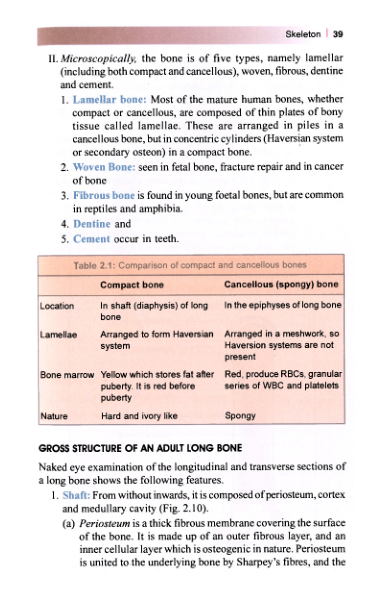 Skeleton | 39
II. Microscopically, the bone is of five types, namely lamellar
(including both compact and cancellous), woven, fibrous, dentine
and cement.
1. Lamellar bone: Most of the mature human bones, whether
compact or cancellous, are composed of thin plates of bony
tissue called lamellae. These are arranged in piles in a
cancellous bone, but in concentric cylinders (Haversian system
or secondary osteon) in a compact bone.
2. Woven Bone: seen in fetal bone, fracture repair and in cancer
of bone
3. Fibrous bone is found in young foetal bones, but are common
in reptiles and amphibia.
4. Dentine and
5. Cement occur in teeth.
Table 2.1: Comparison of compact and cancellous bones
Compact bone Cancellous (spongy) bone
Location In shaft (diaphysis) of long In the epiphyses of long bone
bone
Lamellae Arranged to form Haversian Arranged in a meshwork, so
system Haversion systems are not
present
Bone marrow Yellow which stores fat after Red, produce RBCs, granular
puberty. It is red before series of WBC and platelets
puberty
Nature Hard and ivory like Spongy
GROSS STRUCTURE OF AN ADULT LONG BONE
Naked eye examination of the longitudinal and transverse sections of
a long bone shows the following features.
1. Shaft: From without inwards, it is composed of periosteum, cortex
and medullary cavity (Fig. 2.10).
(a) Periosteum is a thick fibrous membrane covering the surface
of the bone. It is made up of an outer fibrous layer, and an
inner cellular layer which is osteogenic in nature. Periosteum
is united to the underlying bone by Sharpey's fibres, and the